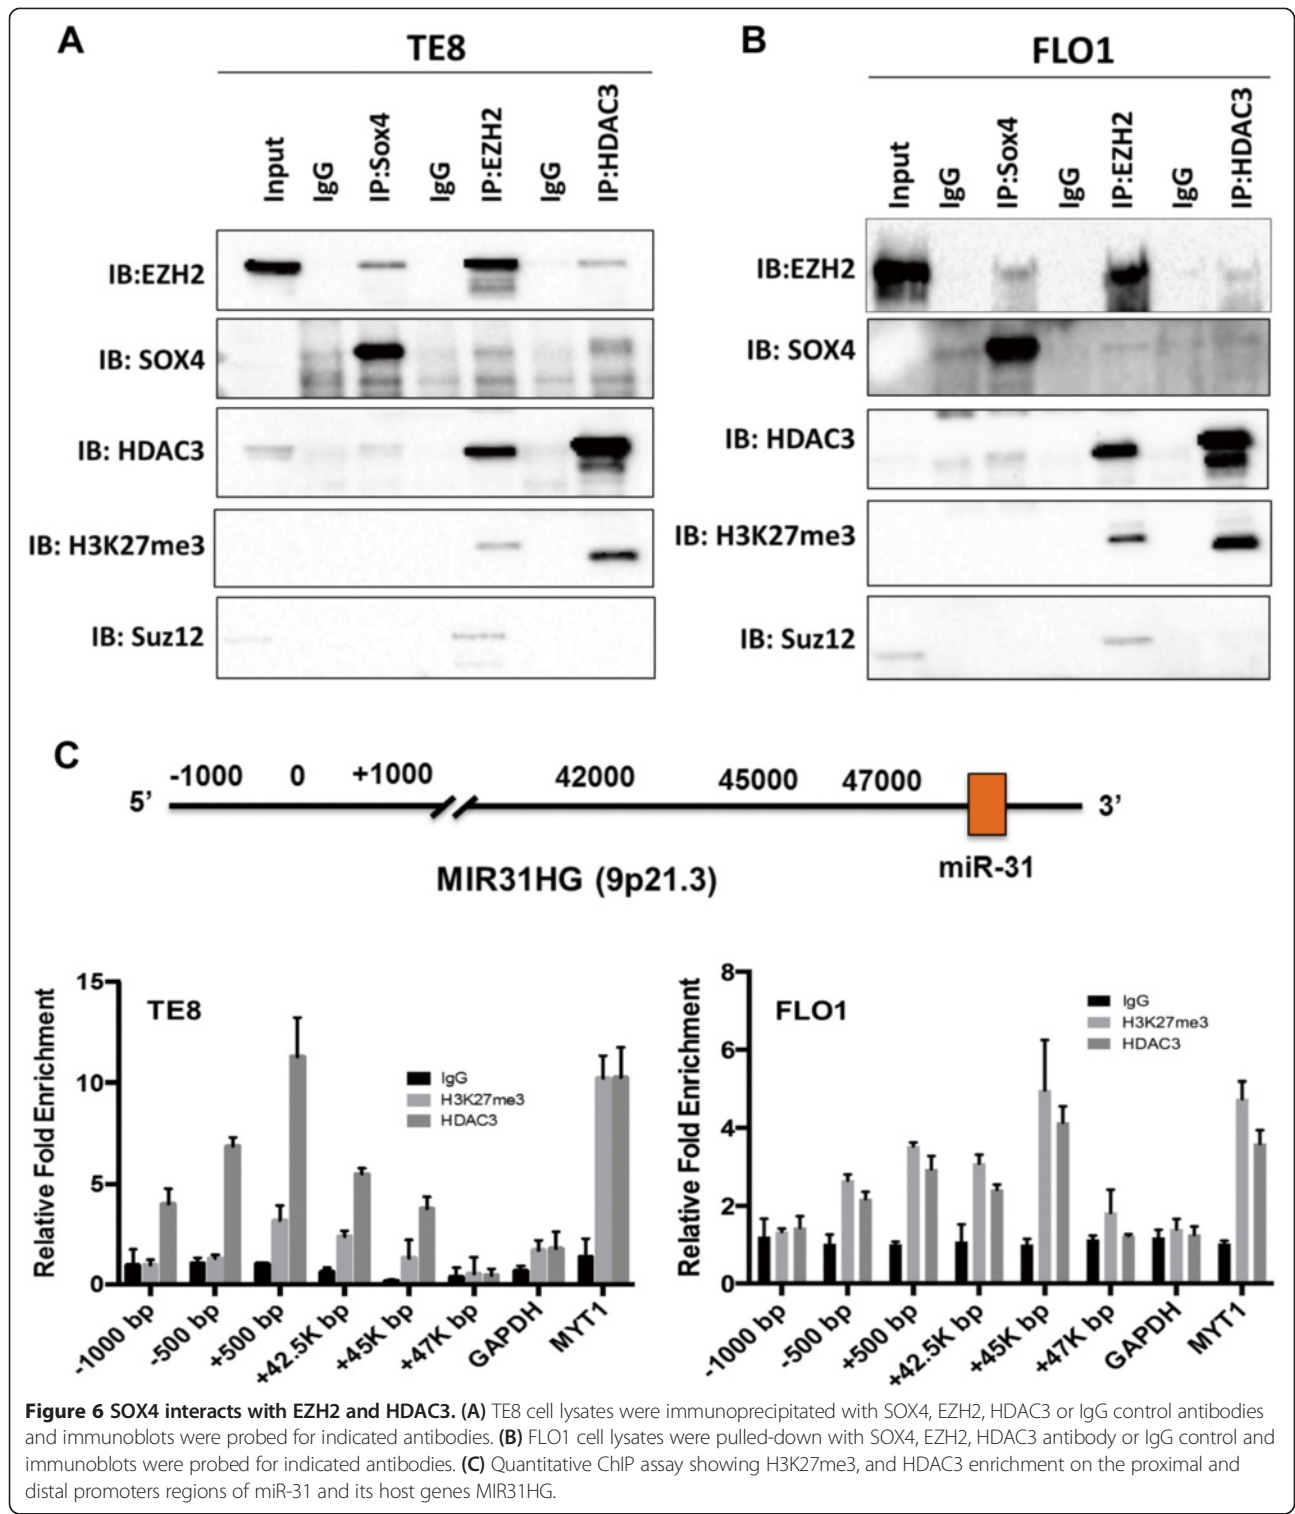 A
TE8
Input
IgG
IP:Sox4
IgG
IP:EZH2
IgG
IP:HDAC3
IB:EZH2
IB: SOX4
IB: HDAC3
IB: H3K27me3
IB: Suz12
B
FLO1
Input
IgG
IP:Sox4
IgG
IP:EZH2
IgG
IP:HDAC3
IB:EZH2
IB: SOX4
IB: HDAC3
IB: H3K27me3
IB: Suz12
C
-1000 0 +1000 42000 45000 47000
5’ 3’
miR-31
MIR31HG (9p21.3)
Relative Fold Enrichment
15
10
5
0
TE8
IgG
H3K27me3
HDAC3
-1000 bp
-500 bp
+500 bp
+42.5K bp
+45K bp
+47K bp
GAPDH
MYT1
Relative Fold Enrichment
8
6
4
2
0
FLO1
IgG
H3K27me3
HDAC3
-1000 bp
-500 bp
+500 bp
+42.5K bp
+45K bp
+47K bp
GAPDH
MYT1
Figure 6 SOX4 interacts with EZH2 and HDAC3. (A) TE8 cell lysates were immunoprecipitated with SOX4, EZH2, HDAC3 or IgG control antibodies
and immunoblots were probed for indicated antibodies. (B) FLO1 cell lysates were pulled-down with SOX4, EZH2, HDAC3 antibody or IgG control and
immunoblots were probed for indicated antibodies. (C) Quantitative ChIP assay showing H3K27me3, and HDAC3 enrichment on the proximal and
distal promoters regions of miR-31 and its host genes MIR31HG.